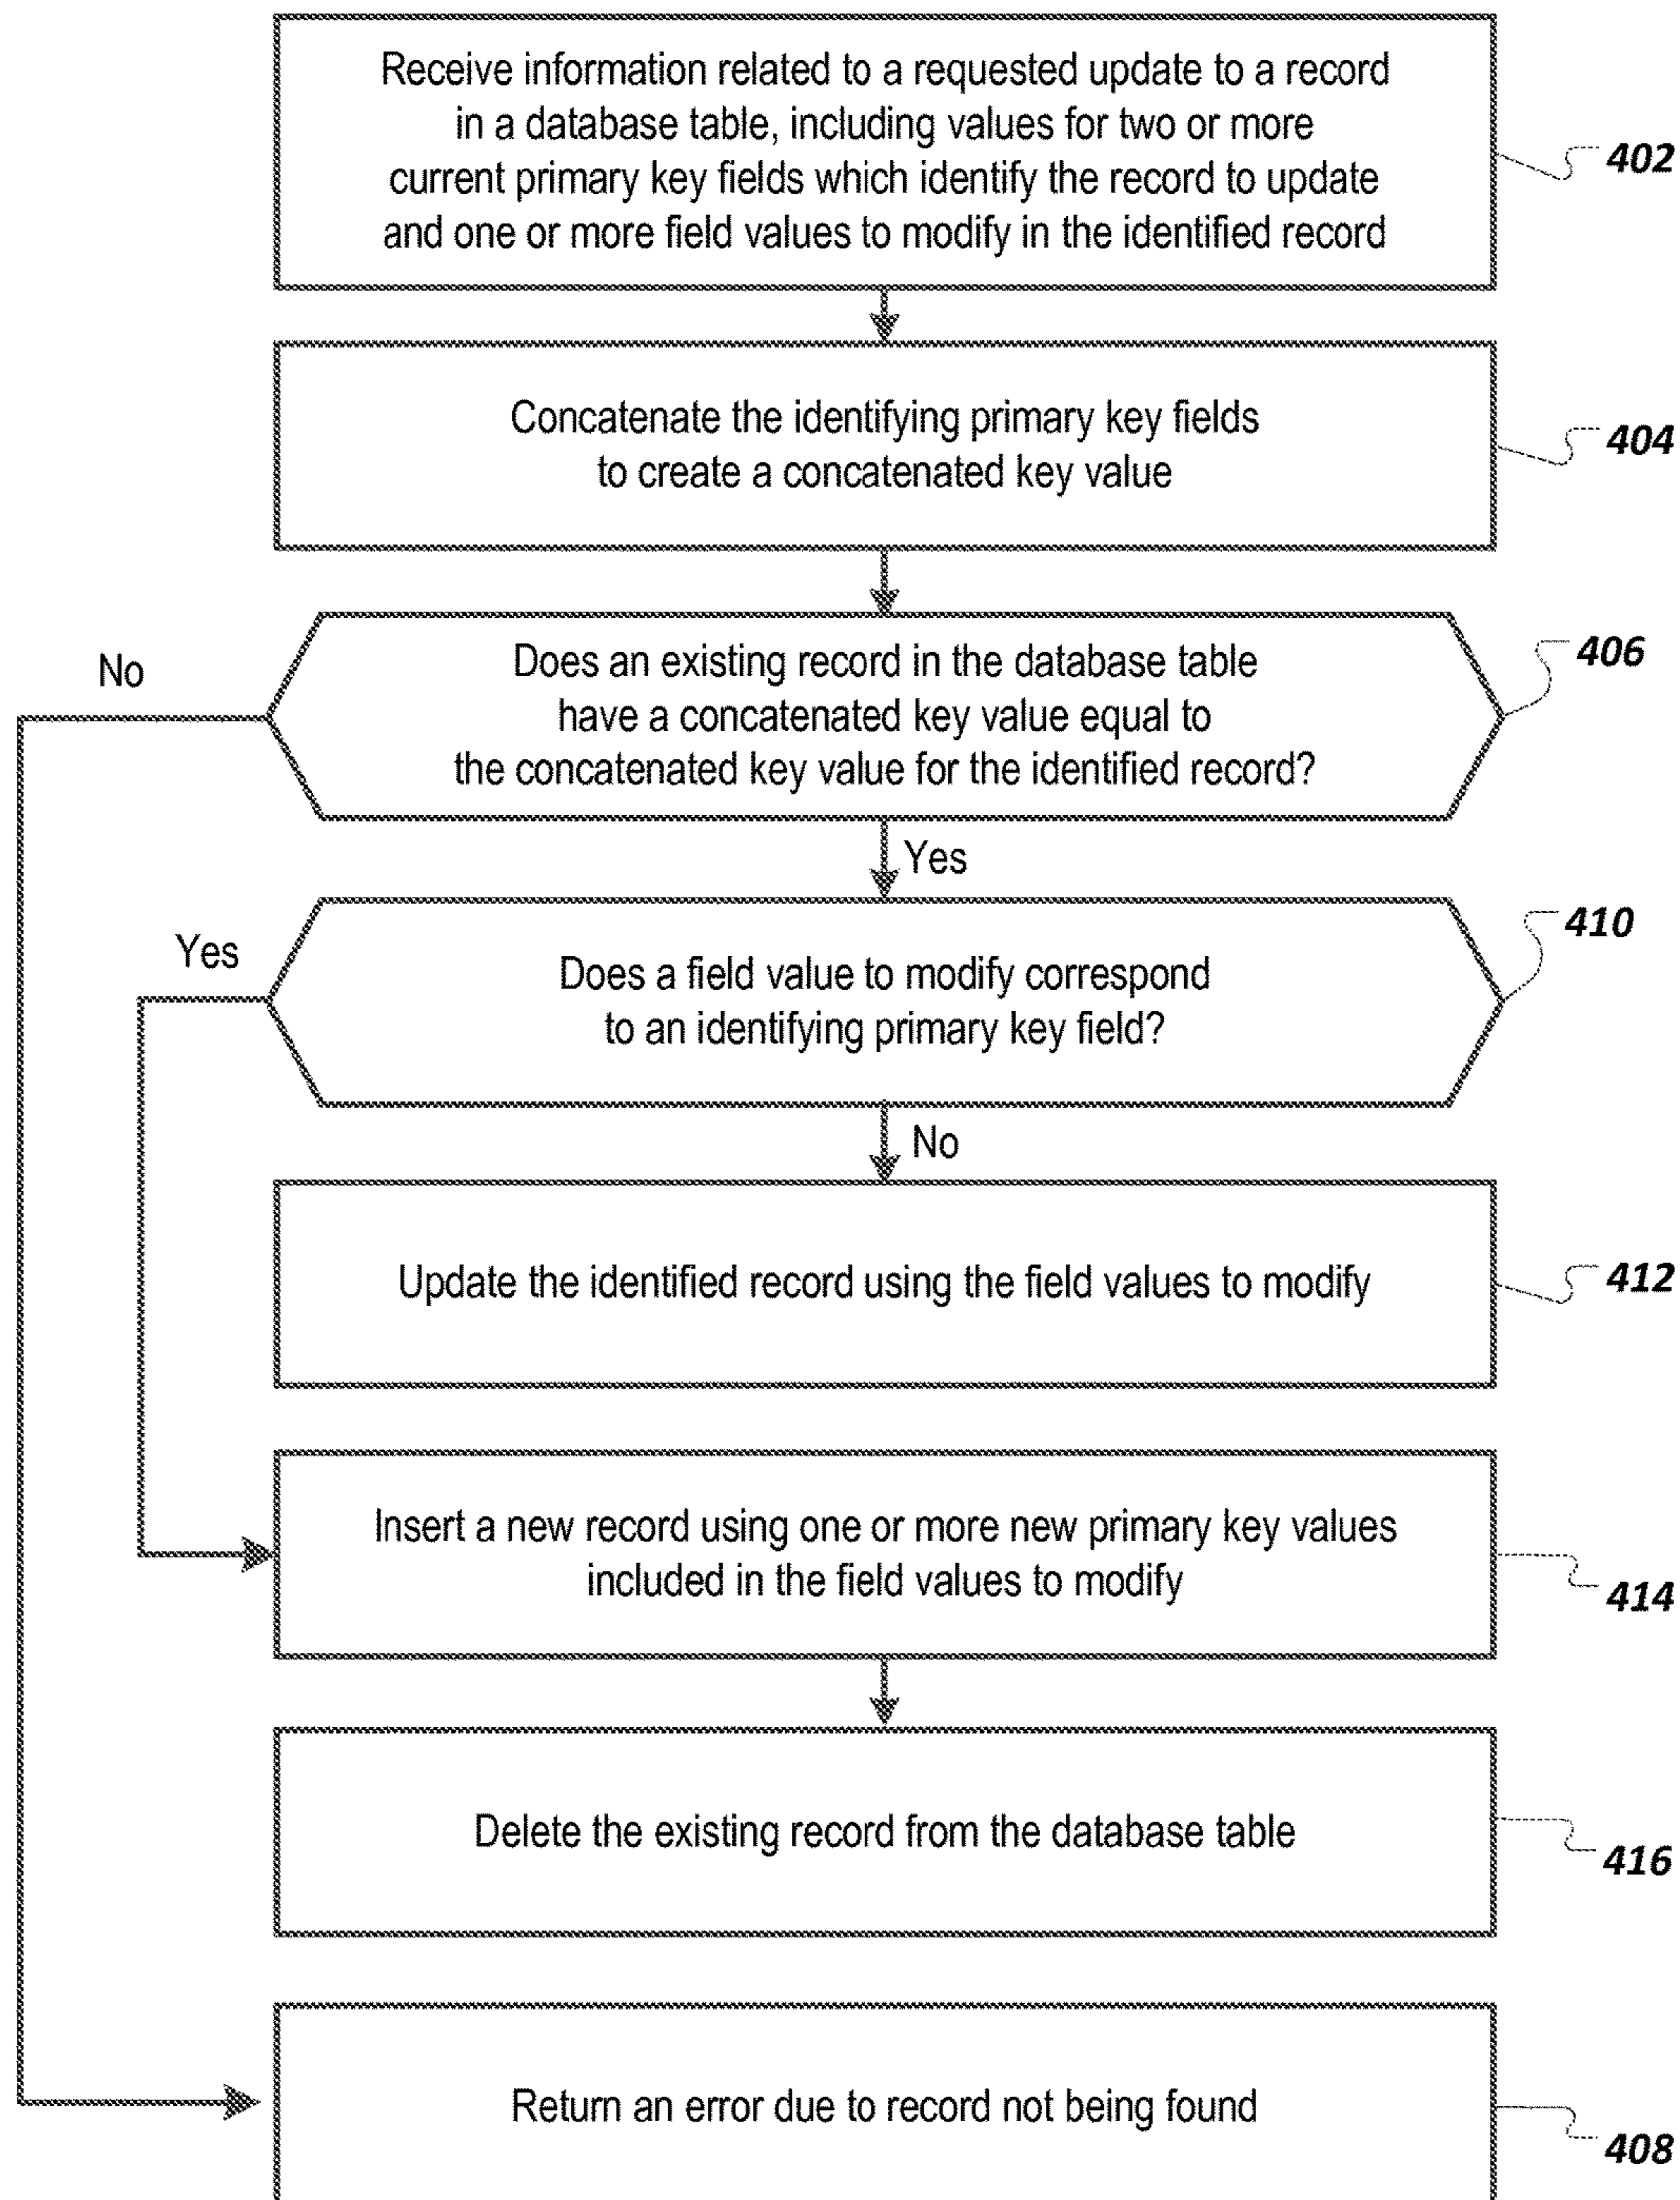 Receive information related to a requested update to a record
in a database table, including values for two or more
current primary key fields which identify the record to update
and one or more field values to modify in the identified record
402
Concatenate the identifying primary key fields
to create a concatenated key value
404
No
Does an existing record in the database table
have a concatenated key value equal to
the concatenated key value for the identified record?
406
Yes
Yes
Does a field value to modify correspond
to an identifying primary key field?
410
No
Update the identified record using the field values to modify
412
Insert a new record using one or more new primary key values
included in the field values to modify
414
Delete the existing record from the database table
416
Return an error due to record not being found
408